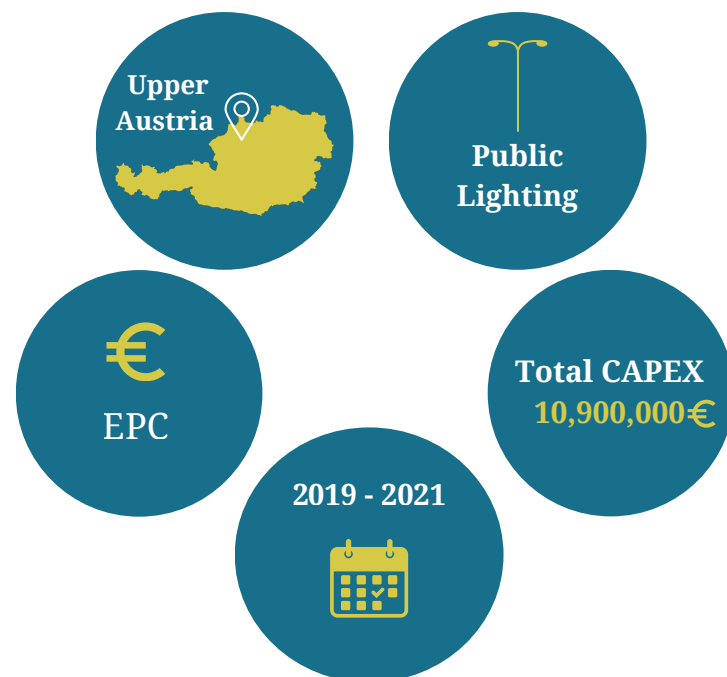 Upper
Austria
Public
Lighting
€
EPC
Total CAPEX
10,900,000€
2019 - 2021